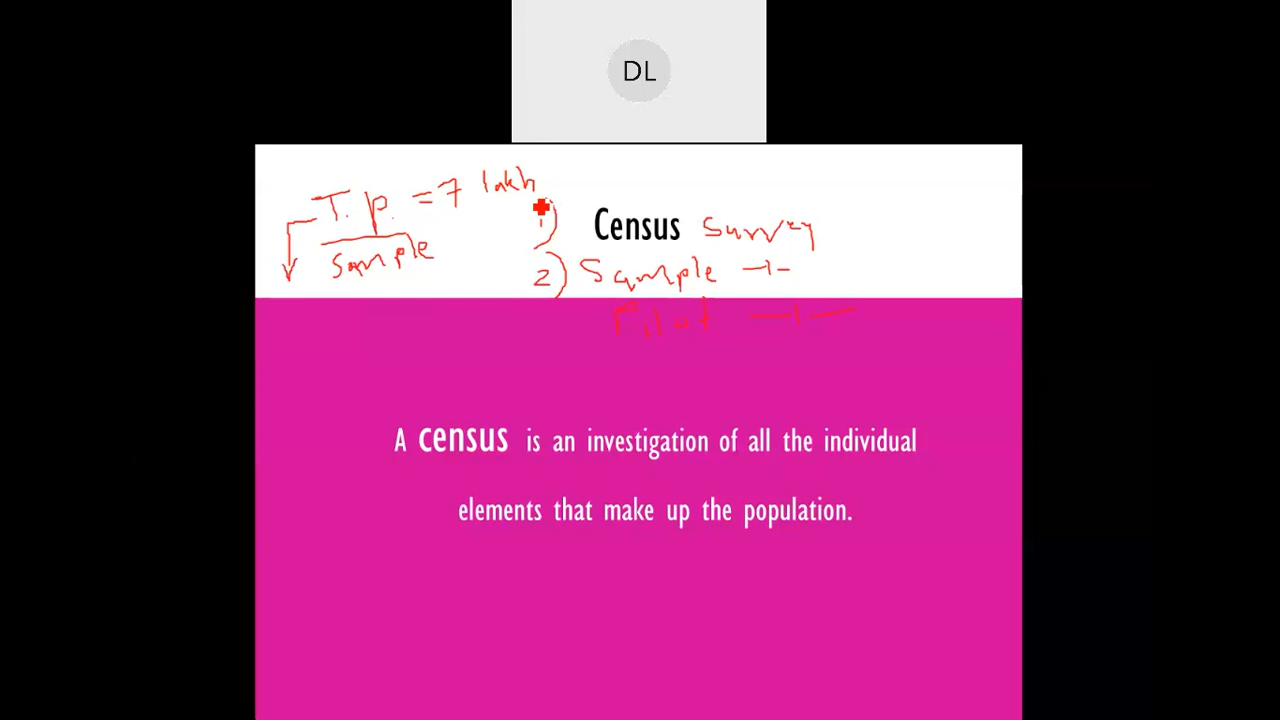 DL
T.p. = 7 lakh
Sample
1) Census Survey
2) Sample -1-
Pilot -1-
A census is an investigation of all the individual
elements that make up the population.